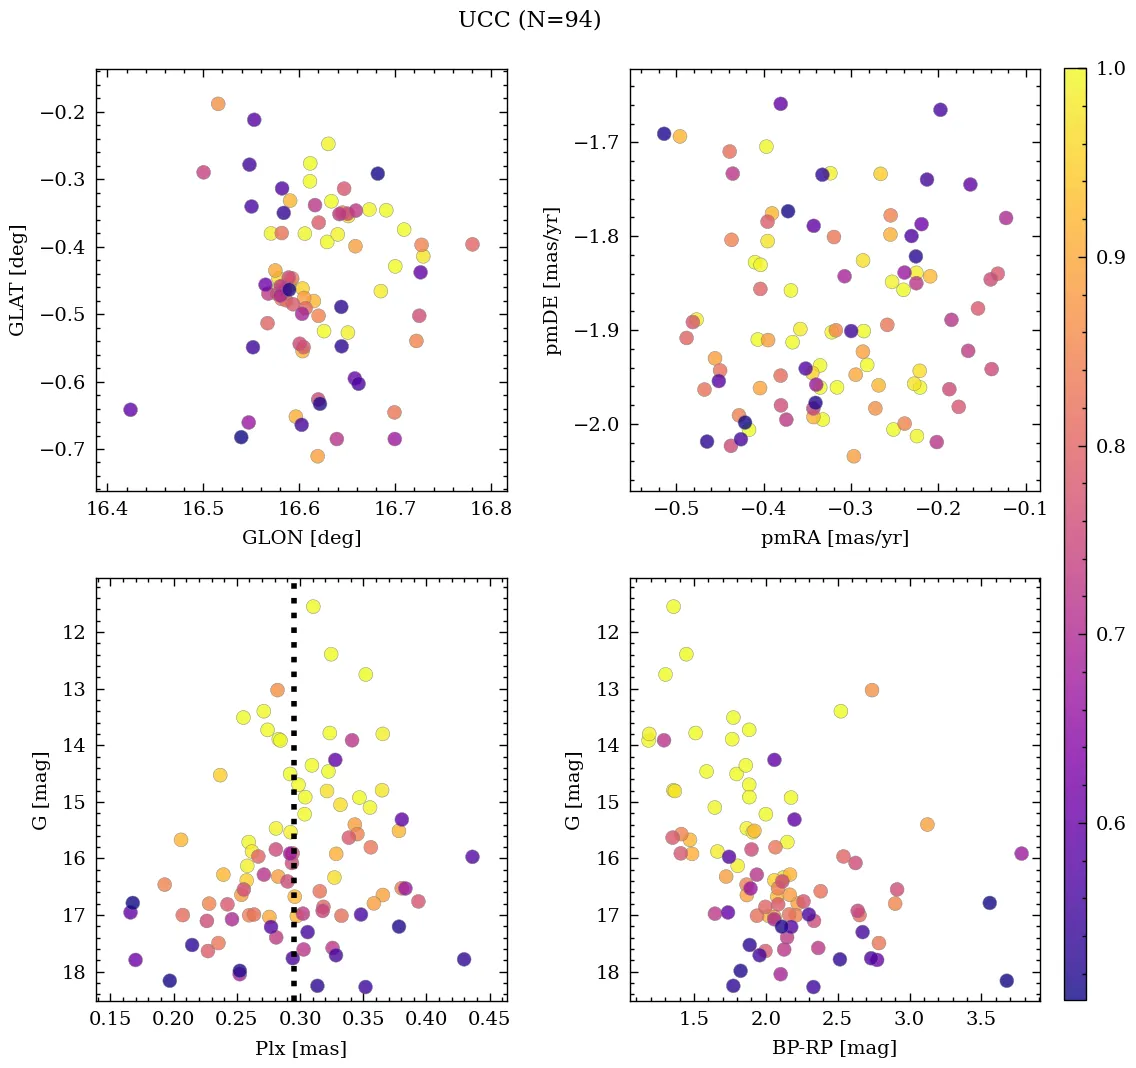 UCC (N=94)
−0.2
−0.3
−0.4
−0.5
−0.6
−0.7
GLAT [deg]
16.4 16.5 16.6 16.7 16.8
GLON [deg]
−1.7
−1.8
−1.9
−2.0
pmDE [mas/yr]
−0.5 −0.4 −0.3 −0.2 −0.1
pmRA [mas/yr]
12
13
14
15
16
17
18
G [mag]
0.15 0.20 0.25 0.30 0.35 0.40 0.45
Plx [mas]
12
13
14
15
16
17
18
G [mag]
1.5 2.0 2.5 3.0 3.5
BP-RP [mag]
1.0
0.9
0.8
0.7
0.6